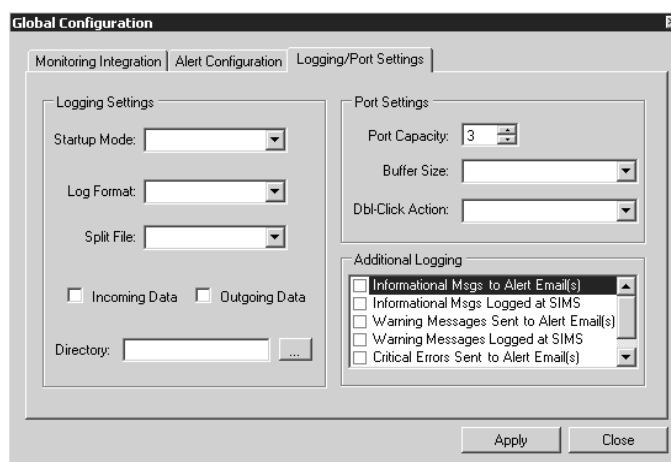 Global Configuration
Monitoring Integration
Alert Configuration
Logging/Port Settings
Logging Settings
Startup Mode:
Log Format:
Split File:
Incoming Data
Outgoing Data
Directory:
...
Port Settings
Port Capacity: 3
Buffer Size:
Dbl-Click Action:
Additional Logging
Informational Msgs to Alert Email(s)
Informational Msgs Logged at SIMS
Warning Messages Sent to Alert Email(s)
Warning Messages Logged at SIMS
Critical Errors Sent to Alert Email(s)
Apply
Close